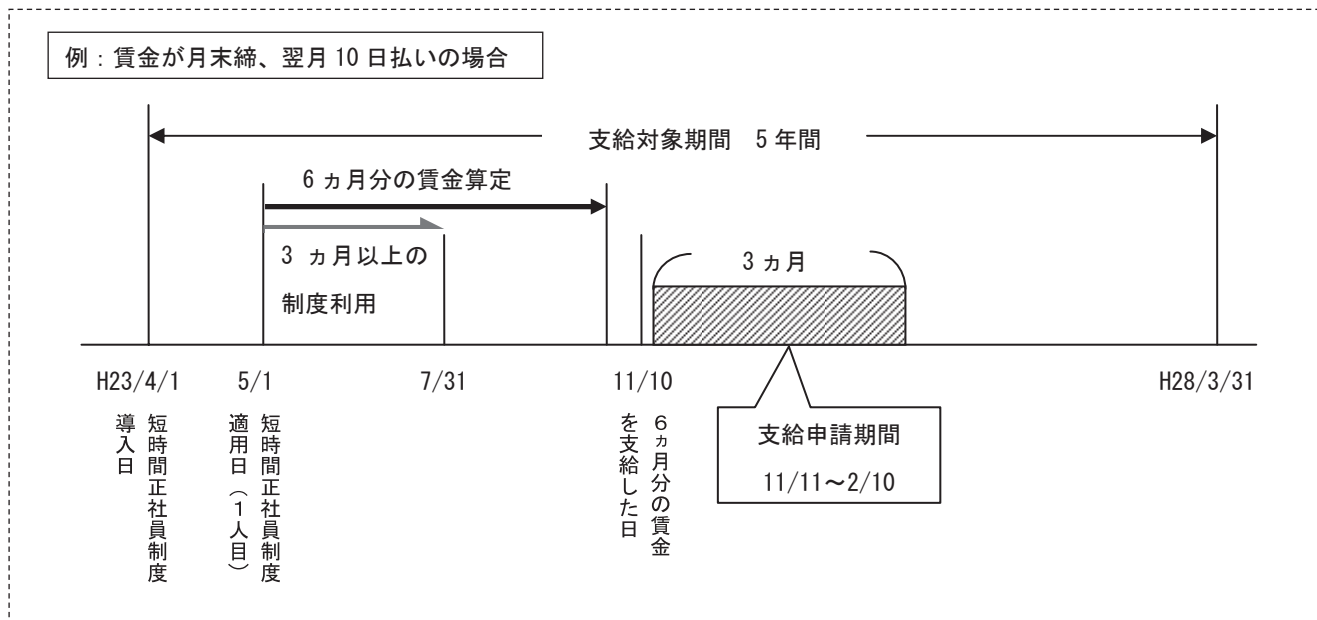 例：賃金が月末締、翌月 10 日払いの場合
支給対象期間　5 年間
6 ヵ月分の賃金算定
3 ヵ月以上の
制度利用
3 ヵ月
H23/4/1
5/1
7/31
11/10
H28/3/31
短時間正社員制度
導入日
短時間正社員制度
適用日（１人目）
６ヵ月分の賃金
を支給した日
支給申請期間
11/11～2/10